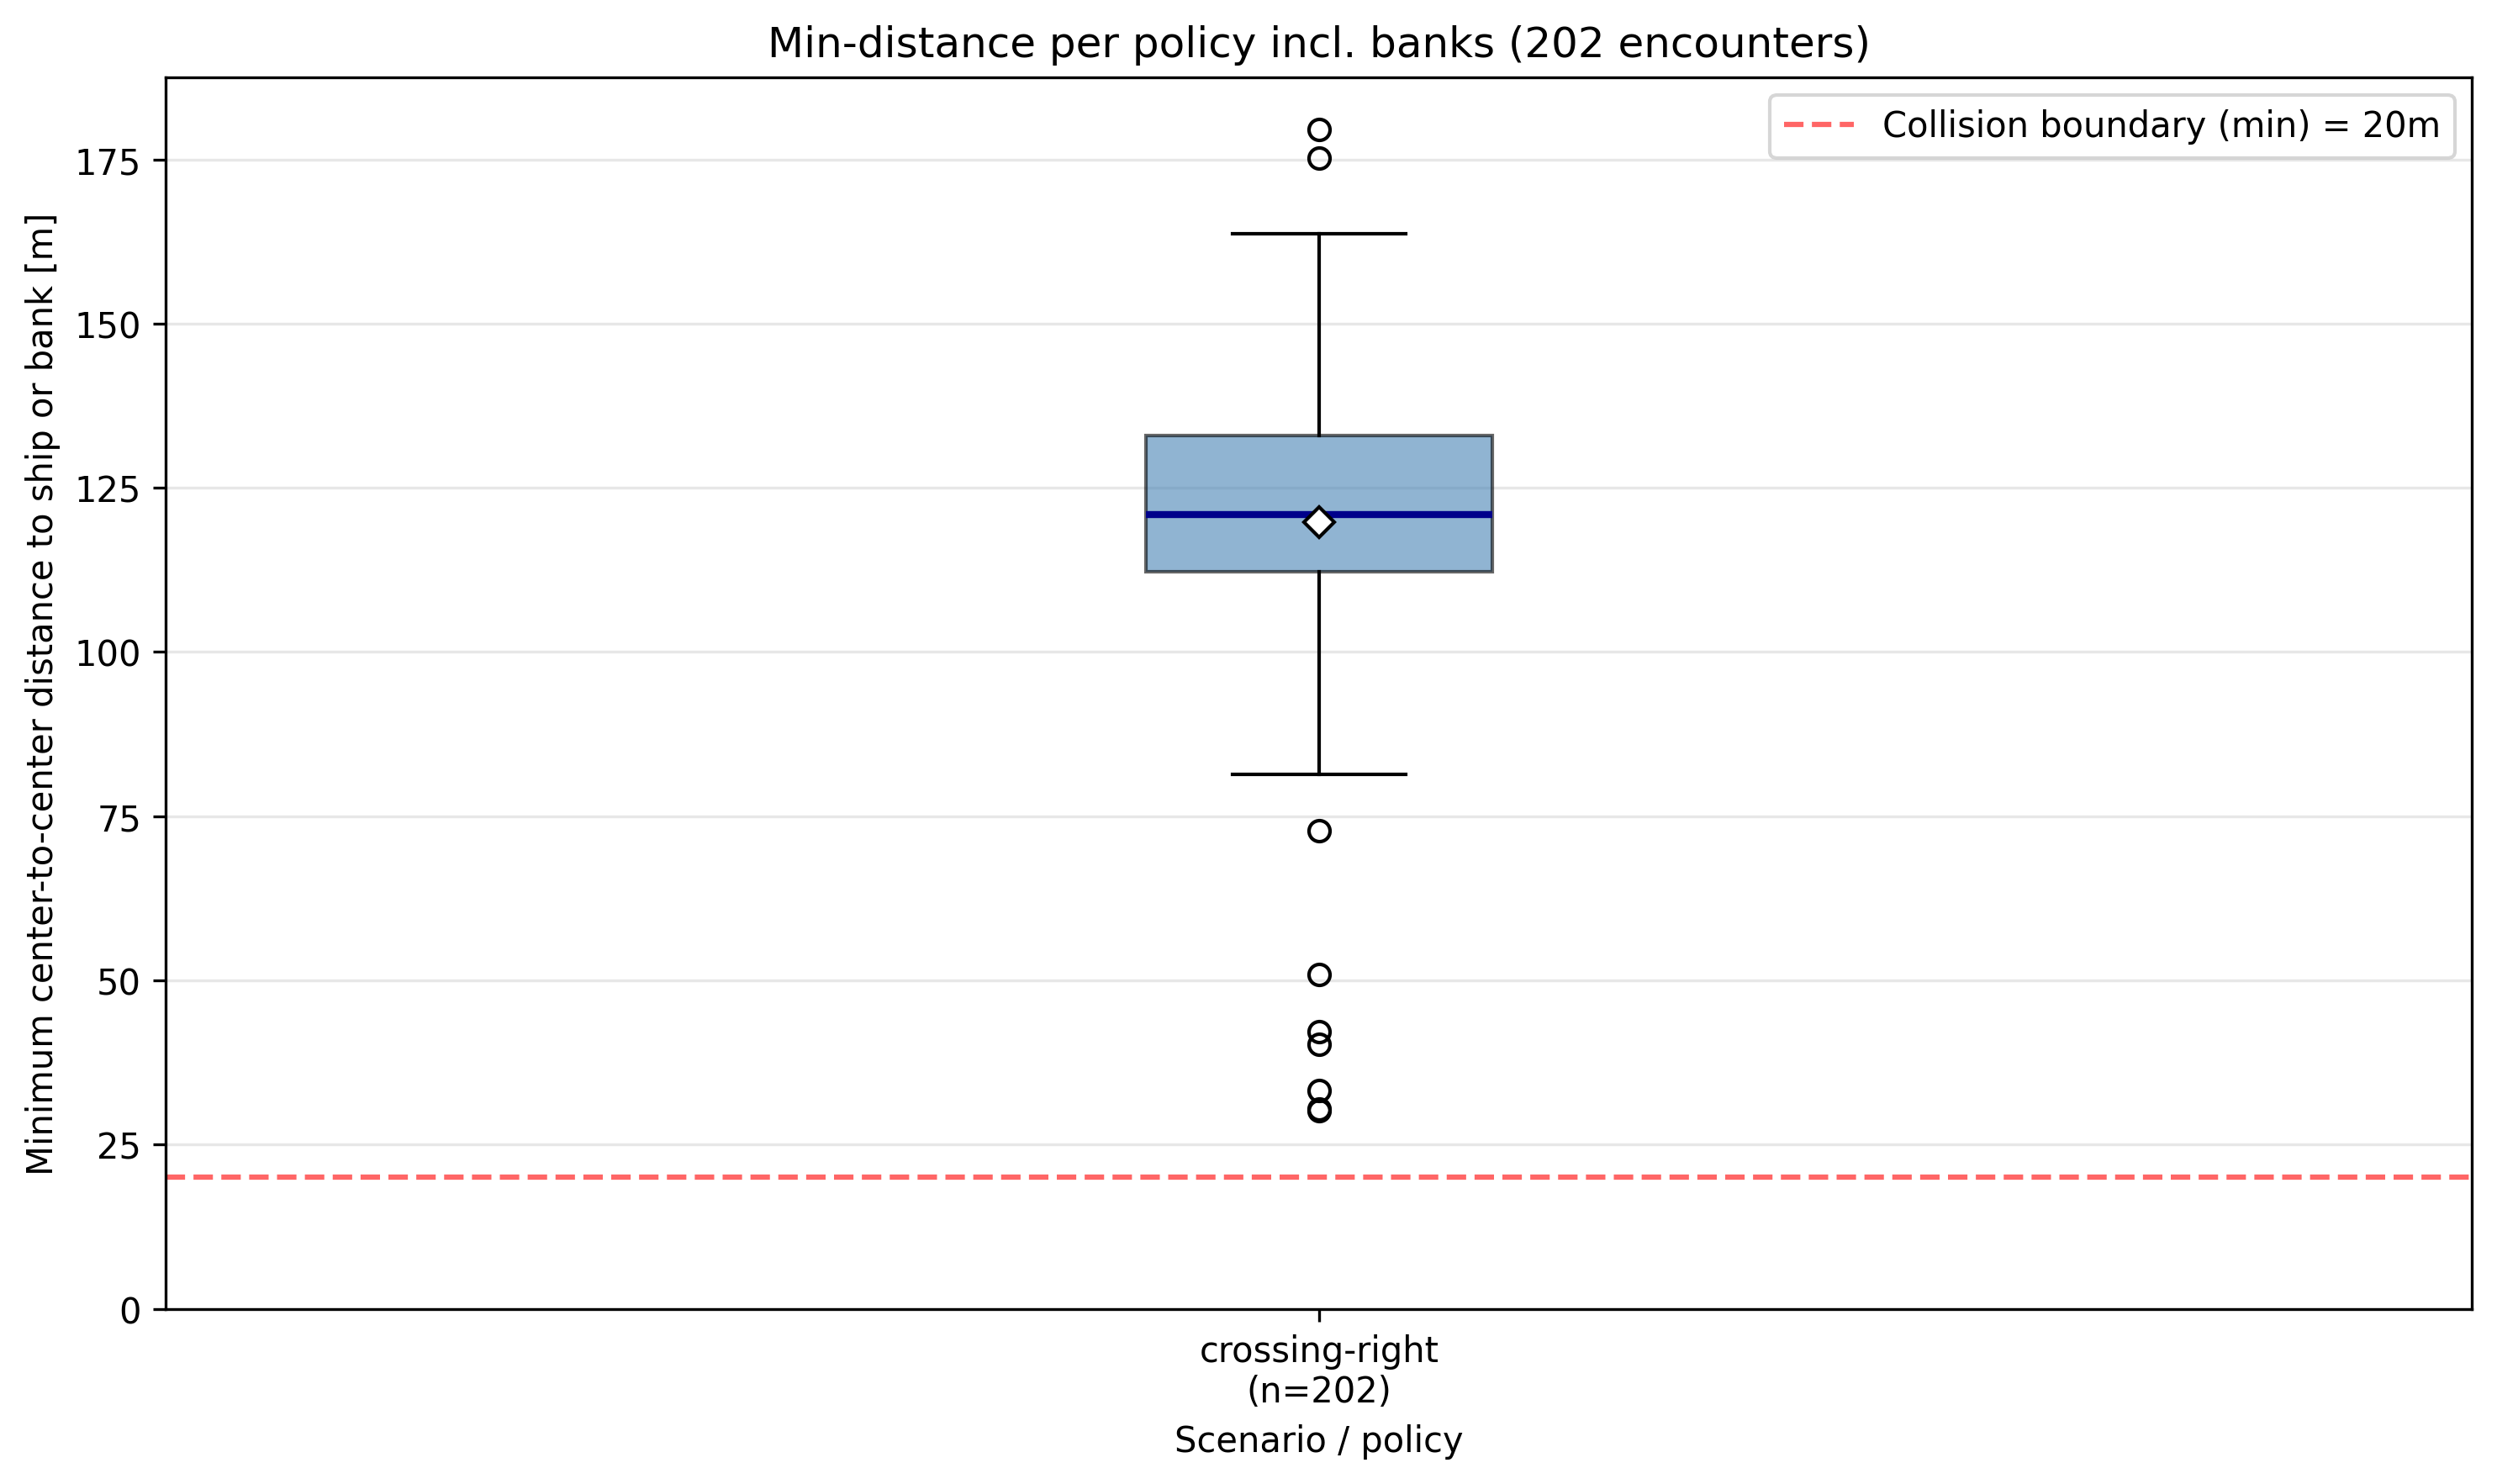 Min-distance per policy incl. banks (202 encounters)
Collision boundary (min) = 20m
Minimum center-to-center distance to ship or bank [m]
175
150
125
100
75
50
25
0
crossing-right
(n=202)
Scenario / policy